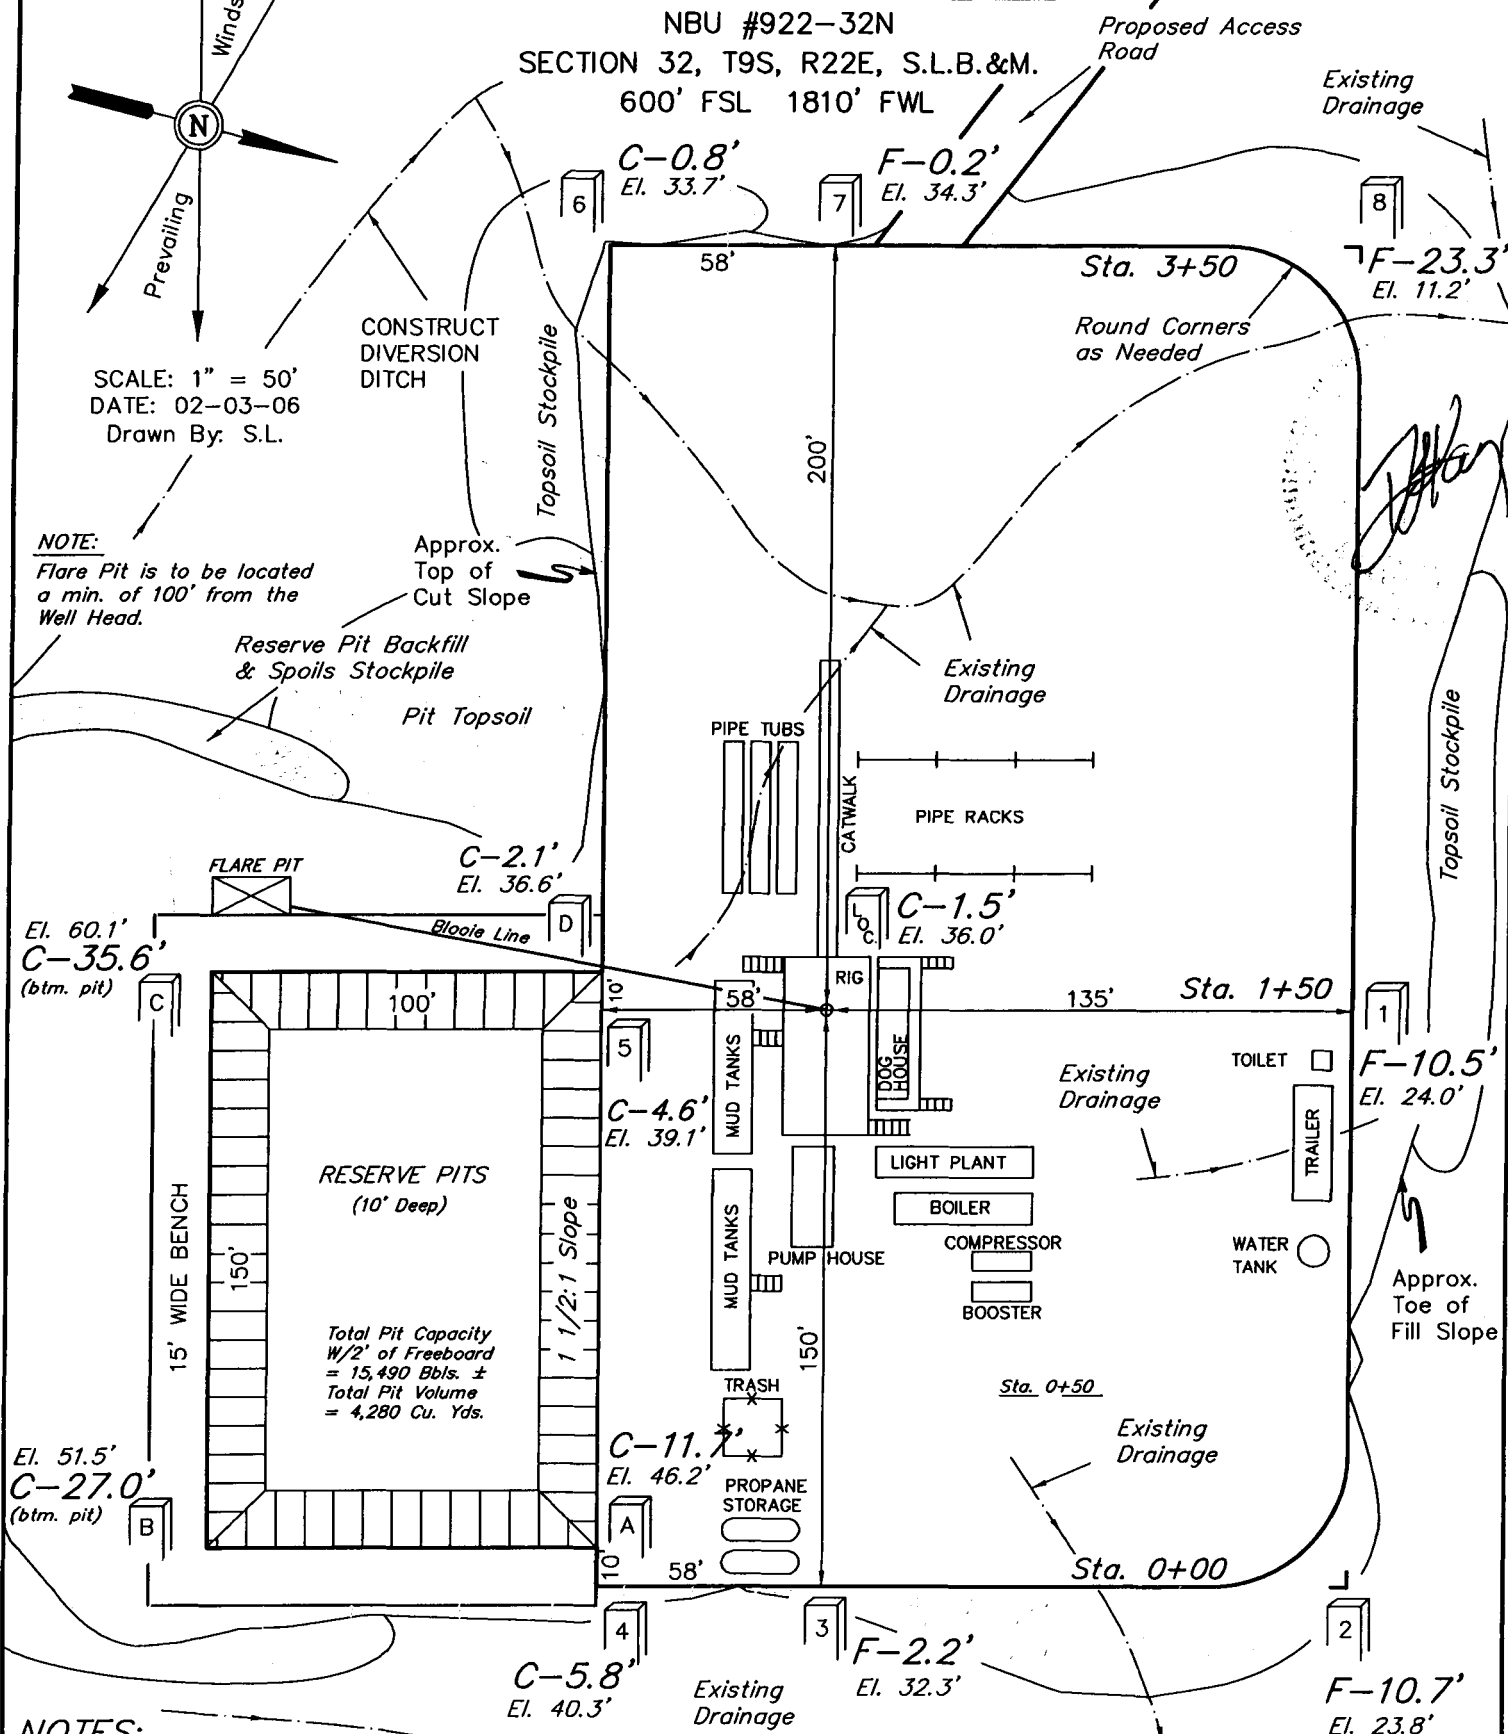 NBU #922-32N
SECTION 32, T9S, R22E, S.L.B.&M.
600' FSL 1810' FWL
Proposed Access
Road
Existing
Drainage
Winds
N
Prevailing
SCALE: 1" = 50'
DATE: 02-03-06
Drawn By: S.L.
CONSTRUCT
DIVERSION
DITCH
6
C-0.8'
El. 33.7'
7
F-0.2'
El. 34.3'
8
F-23.3'
El. 11.2'
58'
Sta. 3+50
Round Corners
as Needed
Topsoil Stockpile
200'
NOTE:
Flare Pit is to be located
a min. of 100' from the
Well Head.
Approx.
Top of
Cut Slope
Reserve Pit Backfill
& Spoils Stockpile
Pit Topsoil
Existing
Drainage
Topsoil Stockpile
PIPE TUBS
CATWALK
PIPE RACKS
FLARE PIT
C-2.1'
El. 36.6'
D
Blooie Line
LOC.
C-1.5'
El. 36.0'
El. 60.1'
C-35.6'
(btm. pit)
C
100'
10'
58'
RIG
135'
Sta. 1+50
1
5
MUD TANKS
DOG
HOUSE
Existing
Drainage
TOILET
F-10.5'
El. 24.0'
C-4.6'
El. 39.1'
TRAILER
LIGHT PLANT
RESERVE PITS
(10' Deep)
BOILER
15' WIDE BENCH
150'
1 1/2:1 Slope
MUD TANKS
PUMP HOUSE
COMPRESSOR
BOOSTER
WATER
TANK
Approx.
Toe of
Fill Slope
Total Pit Capacity
W/2' of Freeboard
= 15,490 Bbls. ±
Total Pit Volume
= 4,280 Cu. Yds.
150'
TRASH
Sta. 0+50
Existing
Drainage
El. 51.5'
C-27.0'
(btm. pit)
B
C-11.7'
El. 46.2'
A
PROPANE
STORAGE
10'
58'
Sta. 0+00
4
C-5.8'
El. 40.3'
3
F-2.2'
El. 32.3'
2
F-10.7'
El. 23.8'
Existing
Drainage
NOTES: